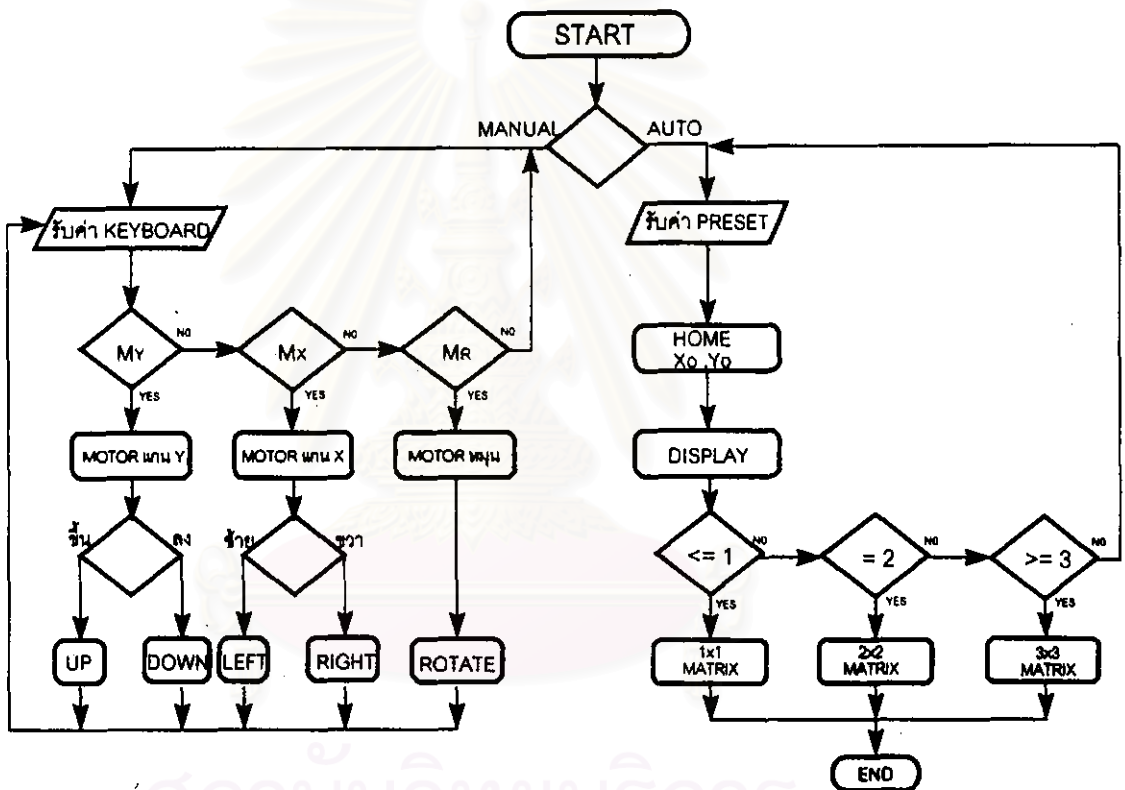 START
MANUAL
AUTO
รับค่า KEYBOARD
รับค่า PRESET
MY
NO
MX
NO
MR
NO
HOME
X0 ,Y0
YES
YES
YES
MOTOR แกน Y
MOTOR แกน X
MOTOR หมุน
DISPLAY
ขึ้น
ลง
ซ้าย
ขวา
<= 1
NO
= 2
NO
>= 3
NO
YES
YES
YES
UP
DOWN
LEFT
RIGHT
ROTATE
1x1
MATRIX
2x2
MATRIX
3x3
MATRIX
END